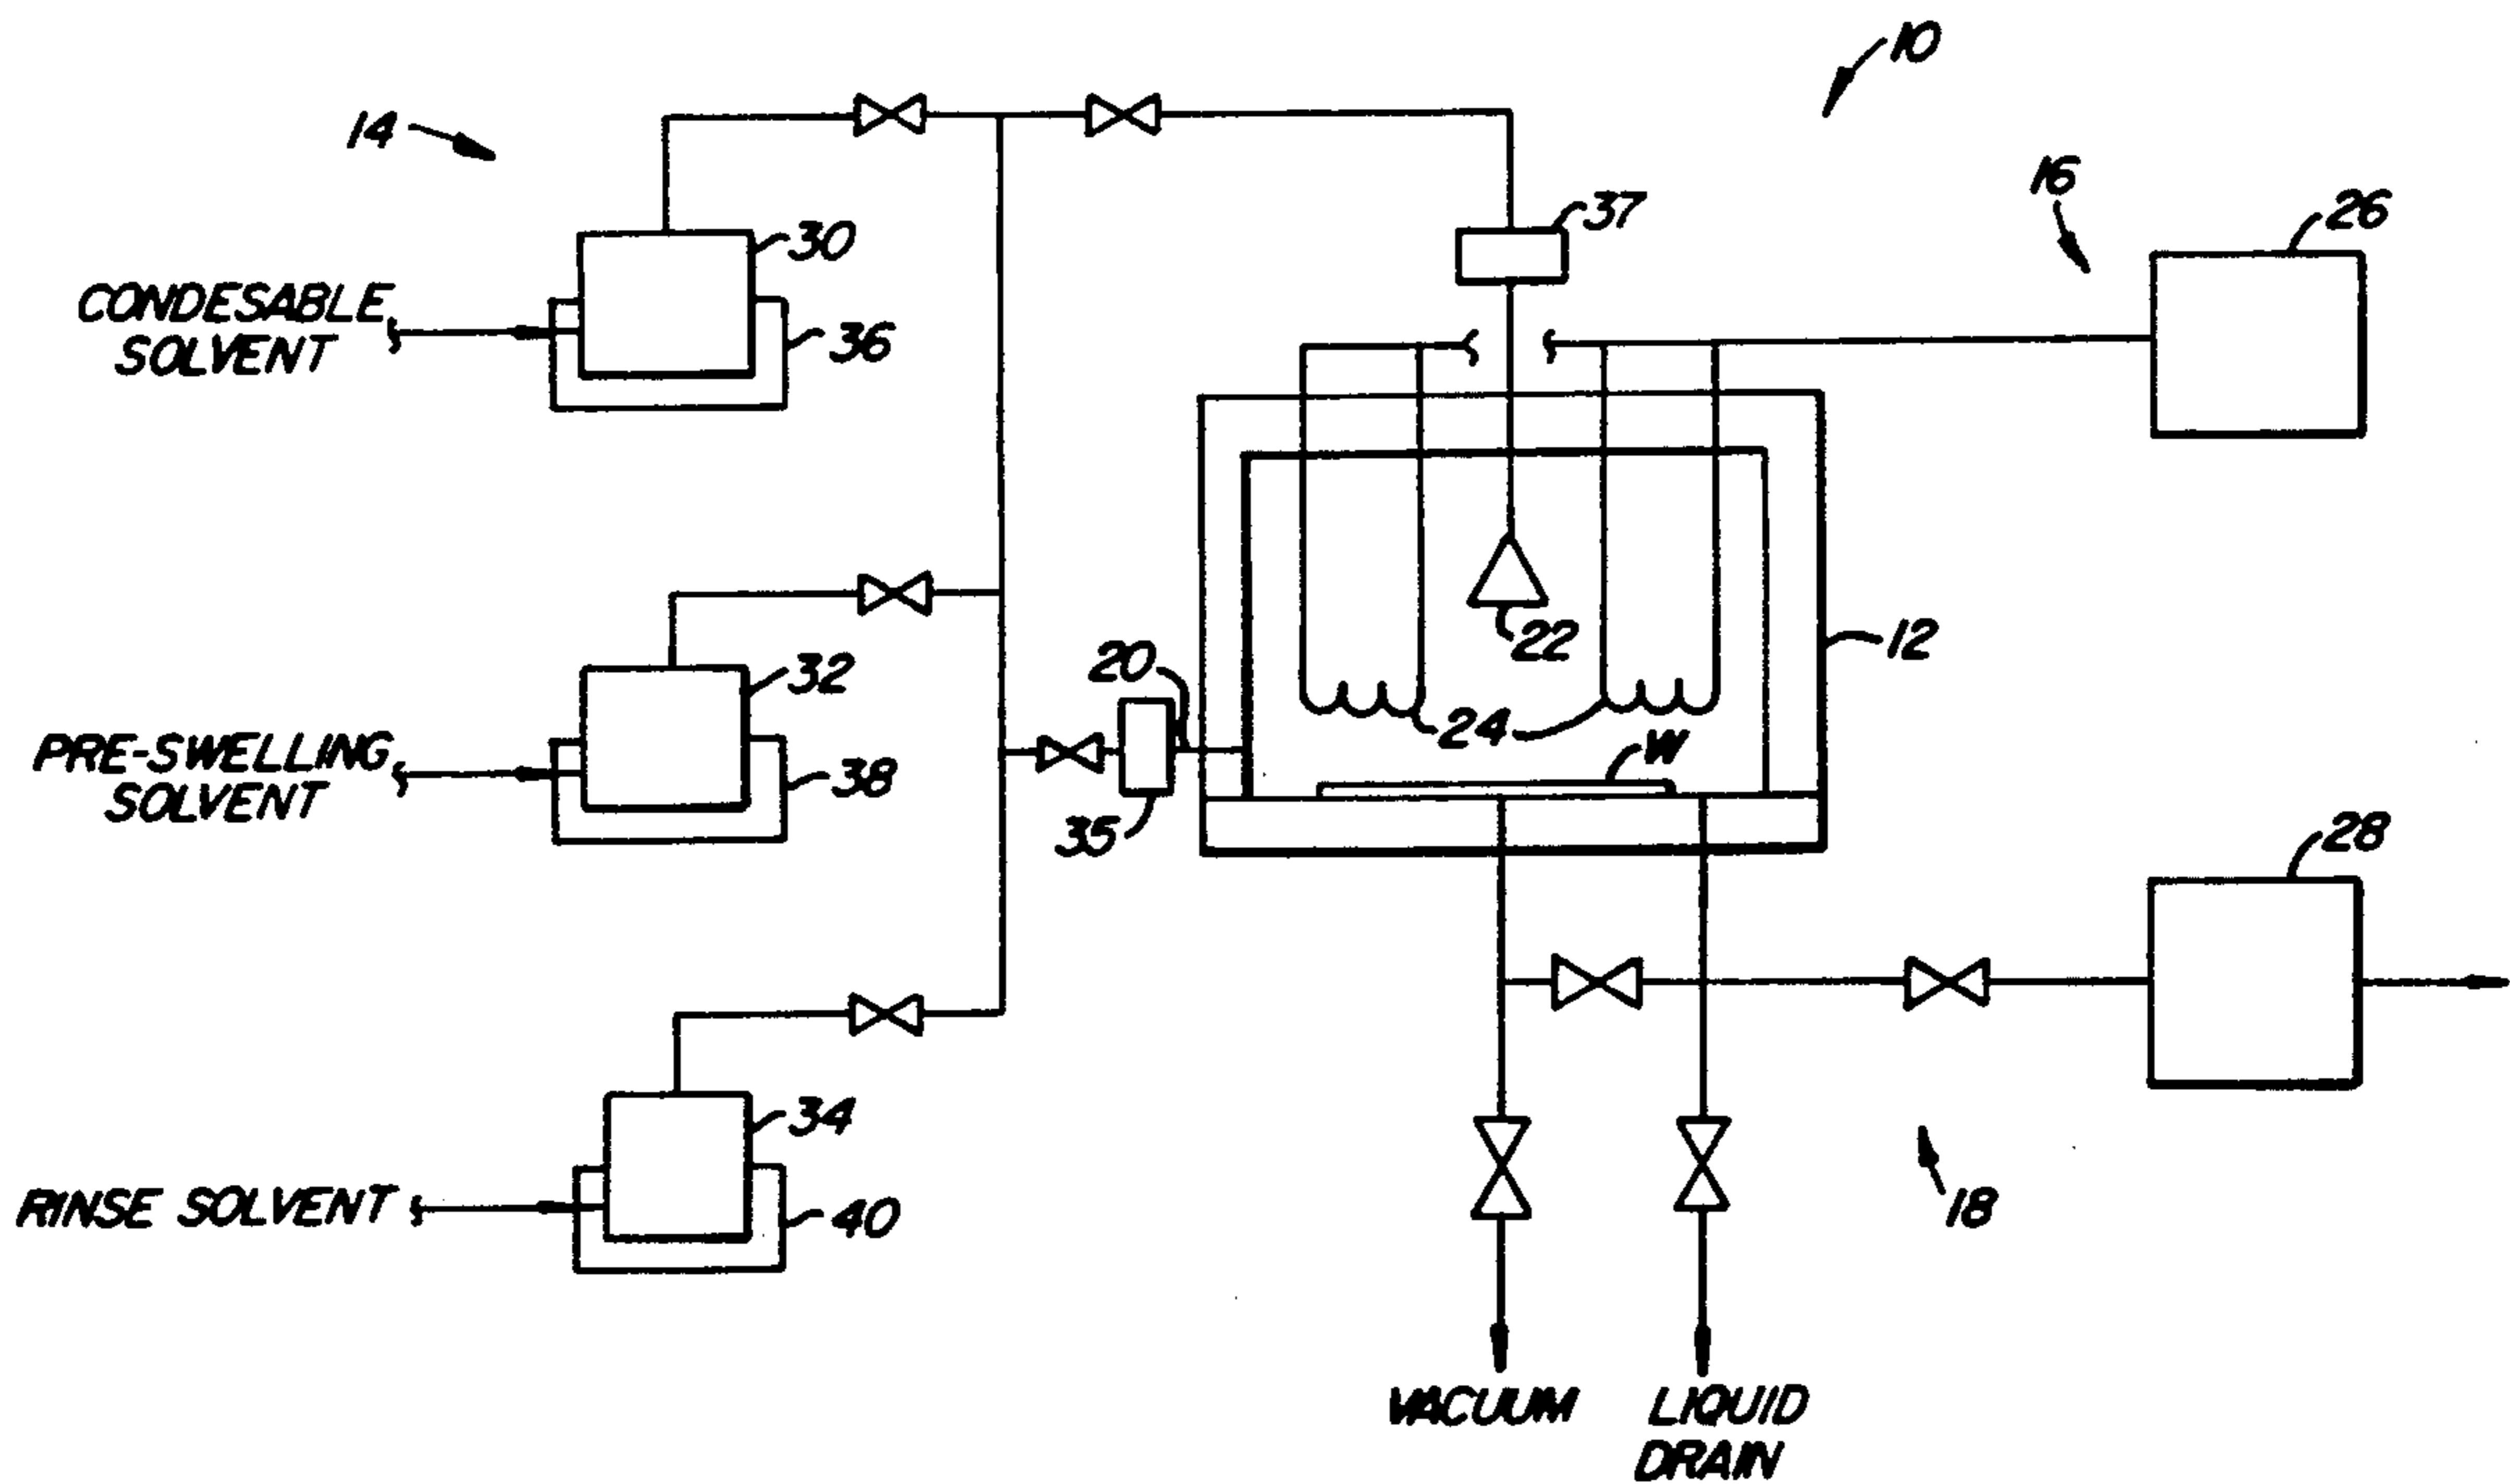 10
14
16
37
26
30
CONDESABLE
SOLVENT
36
12
22
20
32
24
W
PRE-SWELLING
SOLVENT
38
35
28
34
RINSE SOLVENT
40
18
VACUUM
LIQUID
DRAIN